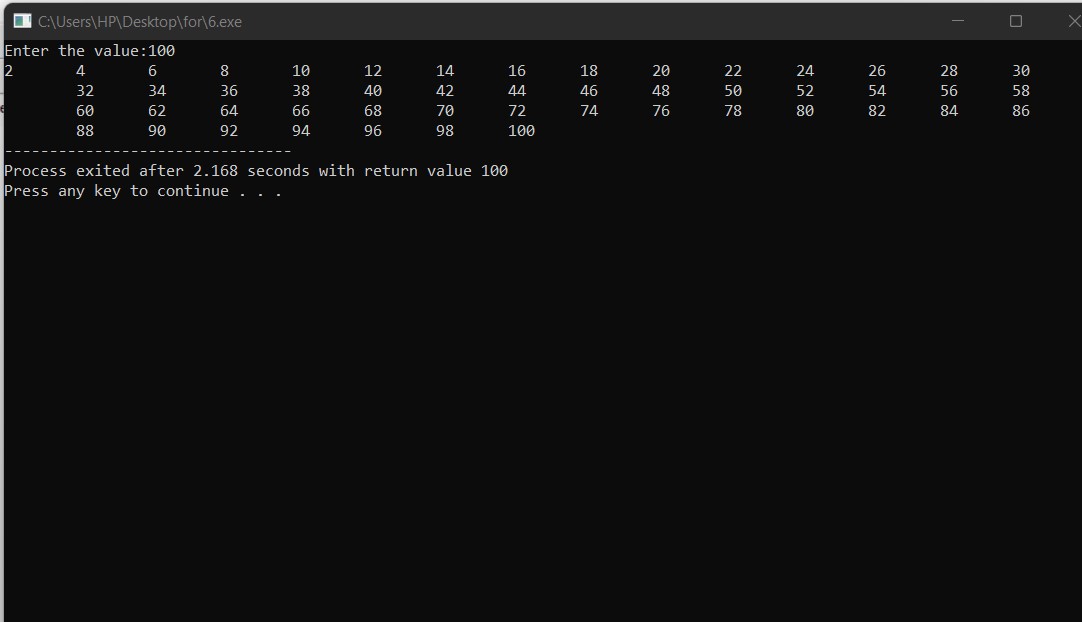 C:\Users\HP\Desktop\for\6.exe
Enter the value:100
2 4 6 8 10 12 14 16 18 20 22 24 26 28 30
32 34 36 38 40 42 44 46 48 50 52 54 56 58
60 62 64 66 68 70 72 74 76 78 80 82 84 86
88 90 92 94 96 98 100
--------------------------------
Process exited after 2.168 seconds with return value 100
Press any key to continue . . .